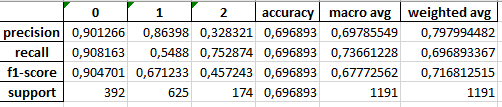 0 1 2 accuracy macro avg weighted avg
precision 0,901266 0,86398 0,328321 0,696893 0,69785549 0,797994482
recall 0,908163 0,5488 0,752874 0,696893 0,73661228 0,696893367
f1-score 0,904701 0,671233 0,457243 0,696893 0,67772562 0,716812515
support 392 625 174 0,696893 1191 1191